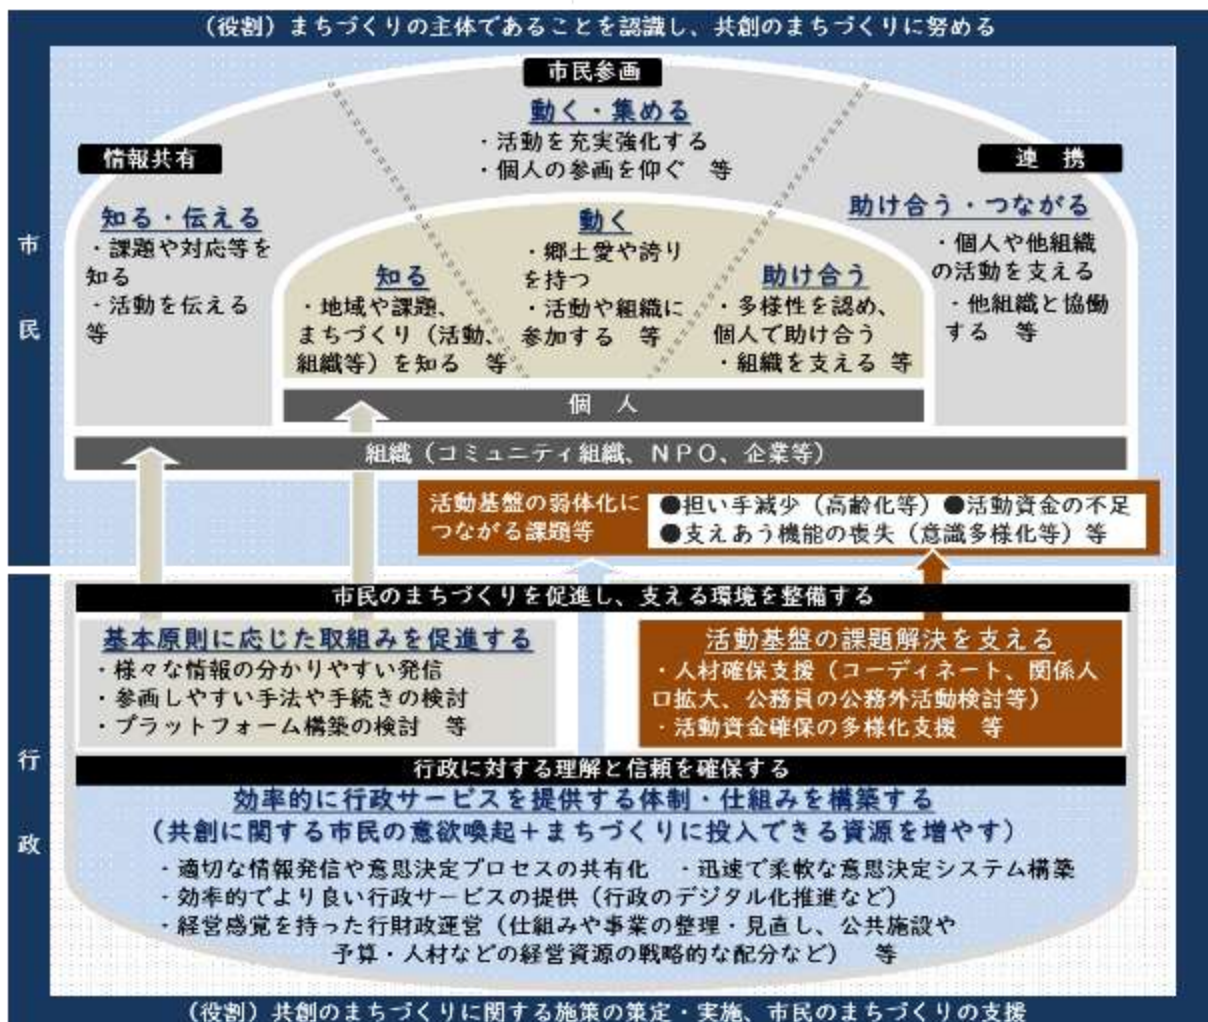 （役割）まちづくりの主体であることを認識し、共創のまちづくりに努める
市民
市民参画
動く・集める
・活動を充実強化する
・個人の参画を仰ぐ　等
情報共有
知る・伝える
・課題や対応等を
知る
・活動を伝える
等
連　携
助け合う・つながる
・個人や他組織
の活動を支える
・他組織と協働
する　等
知る
・地域や課題、
まちづくり（活動、
組織等）を知る　等
動く
・郷土愛や誇り
を持つ
・活動や組織に
参加する　等
助け合う
・多様性を認め、
個人で助け合う
・組織を支える 等
個　人
組織（コミュニティ組織、ＮＰＯ、企業等）
活動基盤の弱体化に
つながる課題等
●担い手減少（高齢化等）●活動資金の不足
●支えあう機能の喪失（意識多様化等）等
行政
市民のまちづくりを促進し、支える環境を整備する
基本原則に応じた取組みを促進する
・様々な情報の分かりやすい発信
・参画しやすい手法や手続きの検討
・プラットフォーム構築の検討　等
活動基盤の課題解決を支える
・人材確保支援（コーディネート、関係人
口拡大、公務員の公務外活動検討等）
・活動資金確保の多様化支援　等
行政に対する理解と信頼を確保する
効率的に行政サービスを提供する体制・仕組みを構築する
（共創に関する市民の意欲喚起＋まちづくりに投入できる資源を増やす）
・適切な情報発信や意思決定プロセスの共有化　・迅速で柔軟な意思決定システム構築
・効率的でより良い行政サービスの提供（行政のデジタル化推進など）
・経営感覚を持った行財政運営（仕組みや事業の整理・見直し、公共施設や
予算・人材などの経営資源の戦略的な配分など）　等
（役割）共創のまちづくりに関する施策の策定・実施、市民のまちづくりの支援